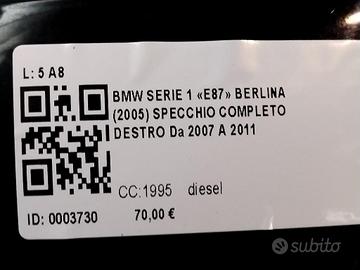 L: 5 A8
BMW SERIE 1 «E87» BERLINA
(2005) SPECCHIO COMPLETO
DESTRO Da 2007 A 2011
CC:1995 diesel
ID: 0003730 70,00 €
subito